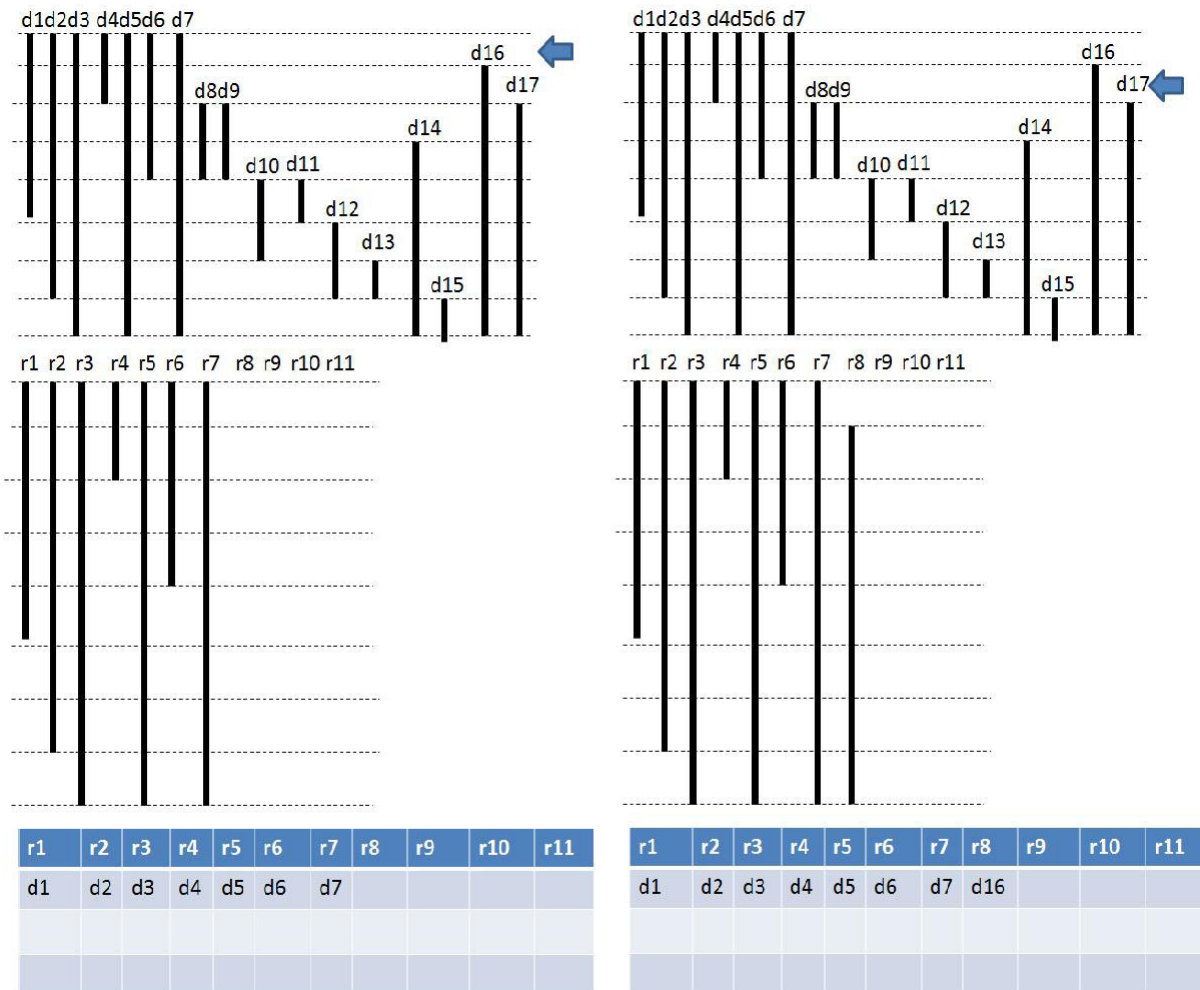 d1d2d3 d4d5d6 d7
d16
d17
d8d9
d14
d10 d11
d12
d13
d15
r1 r2 r3 r4 r5 r6 r7 r8 r9 r10 r11
r1 r2 r3 r4 r5 r6 r7 r8 r9 r10 r11
d1 d2 d3 d4 d5 d6 d7
d1d2d3 d4d5d6 d7
d16
d17
d8d9
d14
d10 d11
d12
d13
d15
r1 r2 r3 r4 r5 r6 r7 r8 r9 r10 r11
r1 r2 r3 r4 r5 r6 r7 r8 r9 r10 r11
d1 d2 d3 d4 d5 d6 d7 d16